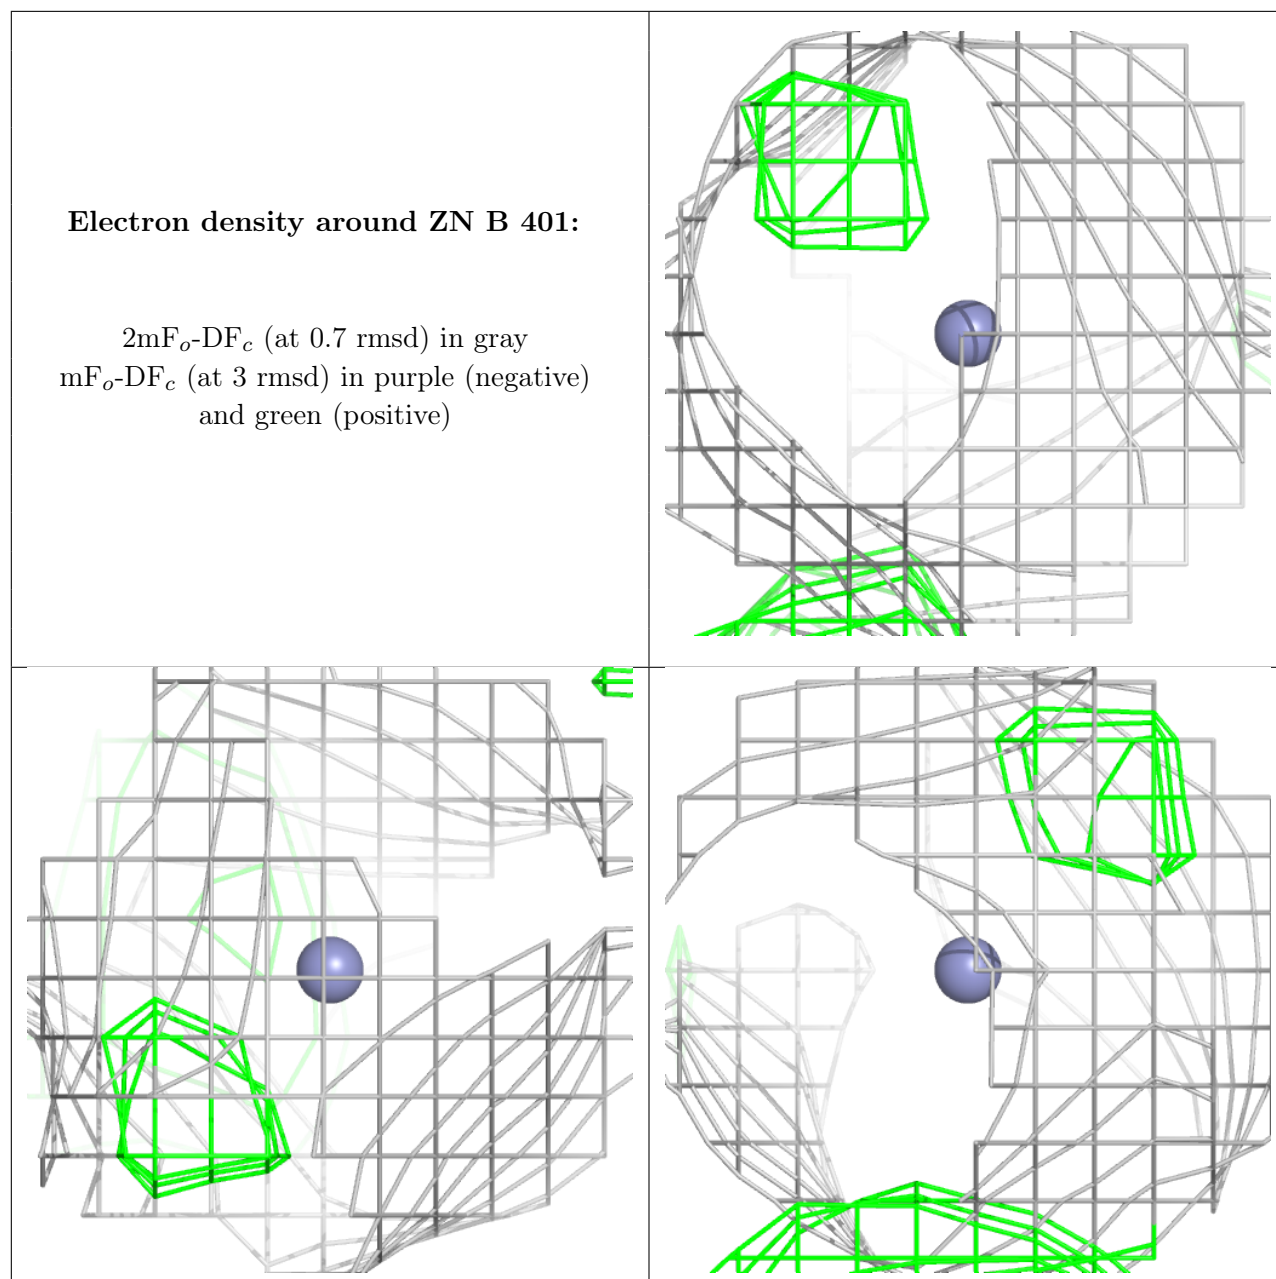 Electron density around ZN B 401:
2mFo-DFc (at 0.7 rmsd) in gray
mFo-DFc (at 3 rmsd) in purple (negative)
and green (positive)